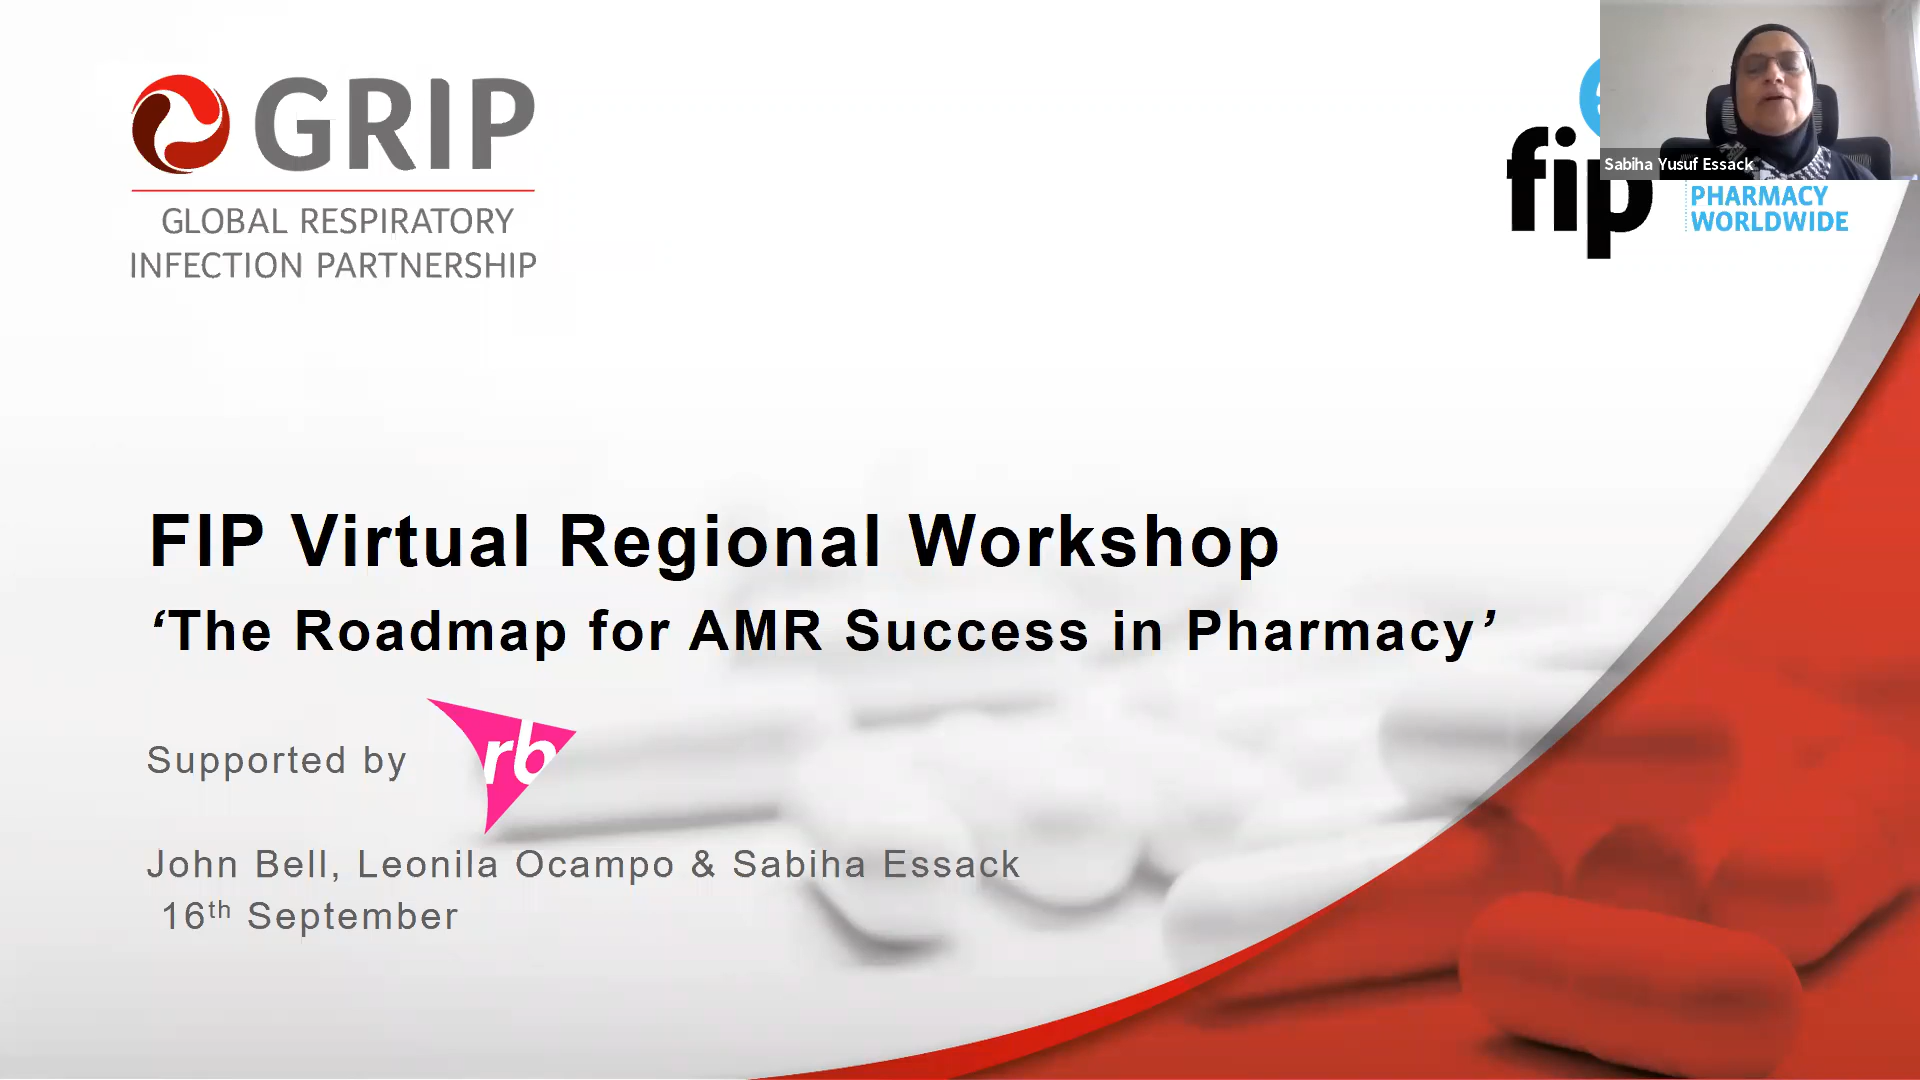 GRIP
GLOBAL RESPIRATORY
INFECTION PARTNERSHIP
Sabiha Yusuf Essack
fip
PHARMACY
WORLDWIDE
FIP Virtual Regional Workshop
‘The Roadmap for AMR Success in Pharmacy’
Supported by
rb
John Bell, Leonila Ocampo & Sabiha Essack
16th September